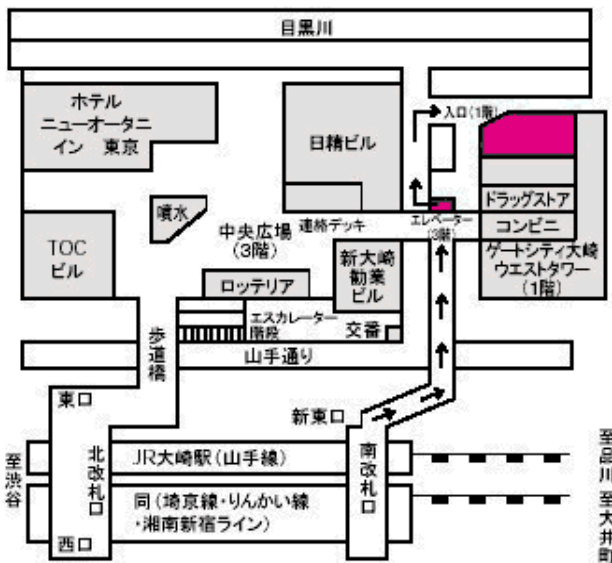 目黒川
ホテル
ニューオータニ
イン 東京
日精ビル
入口(1階)
噴水
連絡デッキ
エレベーター
(3階)
ドラッグストア
コンビニ
ゲートシティ大崎
ウエストタワー
(1階)
TOC
ビル
中央広場
(3階)
新大崎
勧業
ビル
ロッテリア
エスカレーター
階段
交番
歩道橋
山手通り
東口
新東口
至渋谷
北改札口
JR大崎駅(山手線)
南改札口
至品川
同(埼京線・りんかい線
・湘南新宿ライン)
西口
至大井町